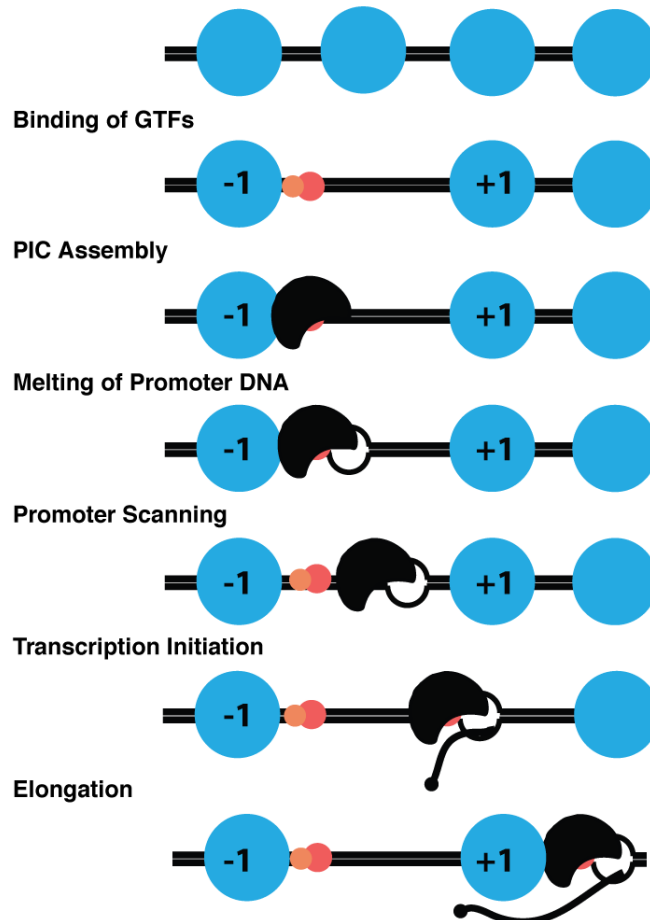 Binding of GTFs
-1 +1
PIC Assembly
-1 +1
Melting of Promoter DNA
-1 +1
Promoter Scanning
-1 +1
Transcription Initiation
-1
Elongation
-1 +1